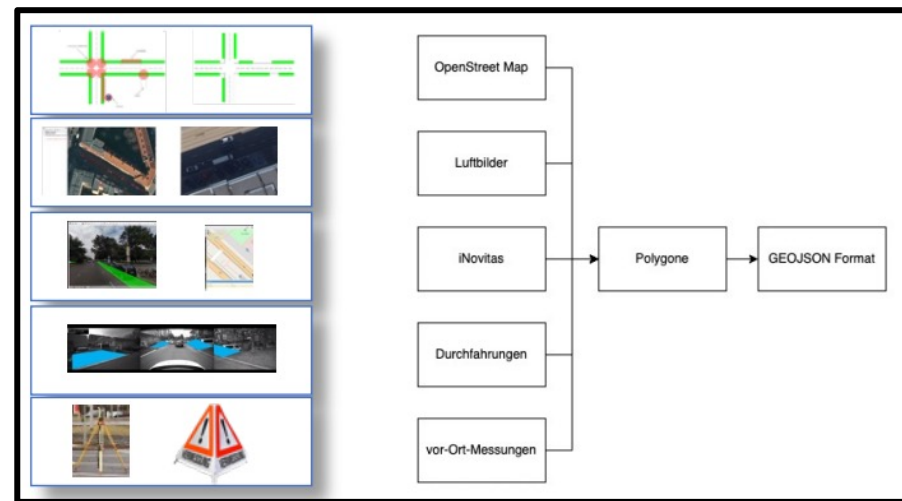 OpenStreet Map
Luftbilder
iNovitas
Polygone
GEOJSON Format
Durchfahrungen
vor-Ort-Messungen